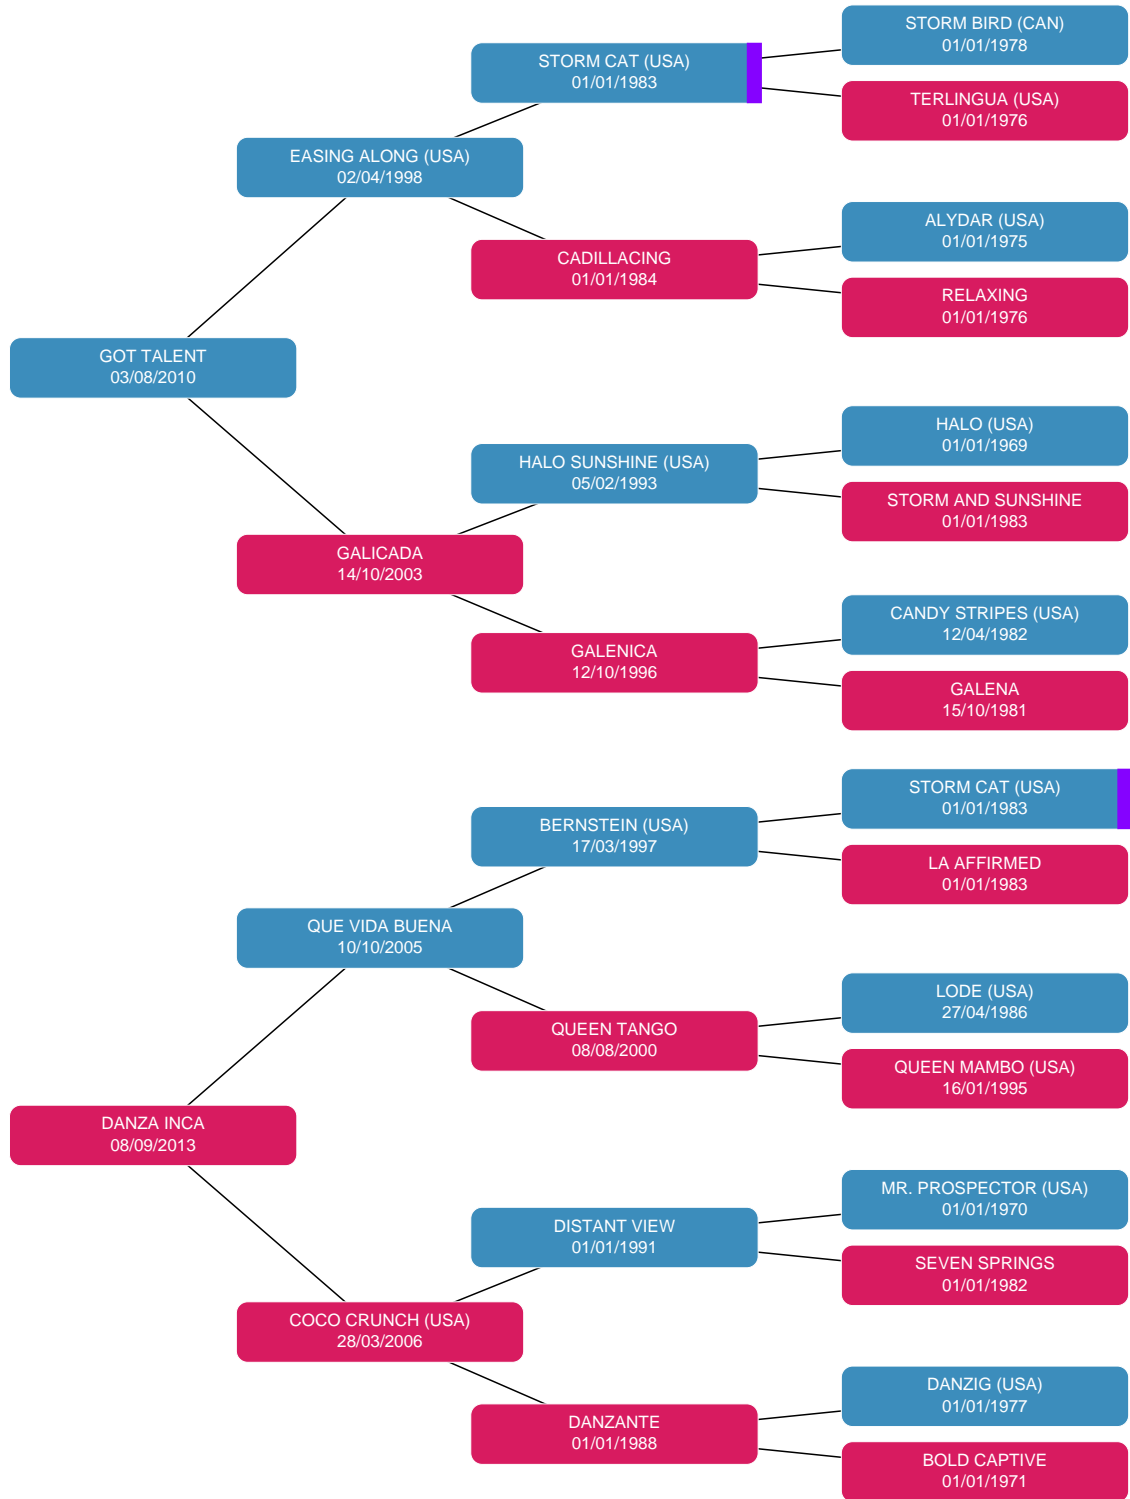 STORM BIRD (CAN)
01/01/1978
STORM CAT (USA)
01/01/1983
TERLINGUA (USA)
01/01/1976
EASING ALONG (USA)
02/04/1998
ALYDAR (USA)
01/01/1975
CADILLACING
01/01/1984
RELAXING
01/01/1976
GOT TALENT
03/08/2010
HALO (USA)
01/01/1969
HALO SUNSHINE (USA)
05/02/1993
STORM AND SUNSHINE
01/01/1983
GALICADA
14/10/2003
CANDY STRIPES (USA)
12/04/1982
GALENICA
12/10/1996
GALENA
15/10/1981
STORM CAT (USA)
01/01/1983
BERNSTEIN (USA)
17/03/1997
LA AFFIRMED
01/01/1983
QUE VIDA BUENA
10/10/2005
LODE (USA)
27/04/1986
QUEEN TANGO
08/08/2000
QUEEN MAMBO (USA)
16/01/1995
DANZA INCA
08/09/2013
MR. PROSPECTOR (USA)
01/01/1970
DISTANT VIEW
01/01/1991
SEVEN SPRINGS
01/01/1982
COCO CRUNCH (USA)
28/03/2006
DANZIG (USA)
01/01/1977
DANZANTE
01/01/1988
BOLD CAPTIVE
01/01/1971